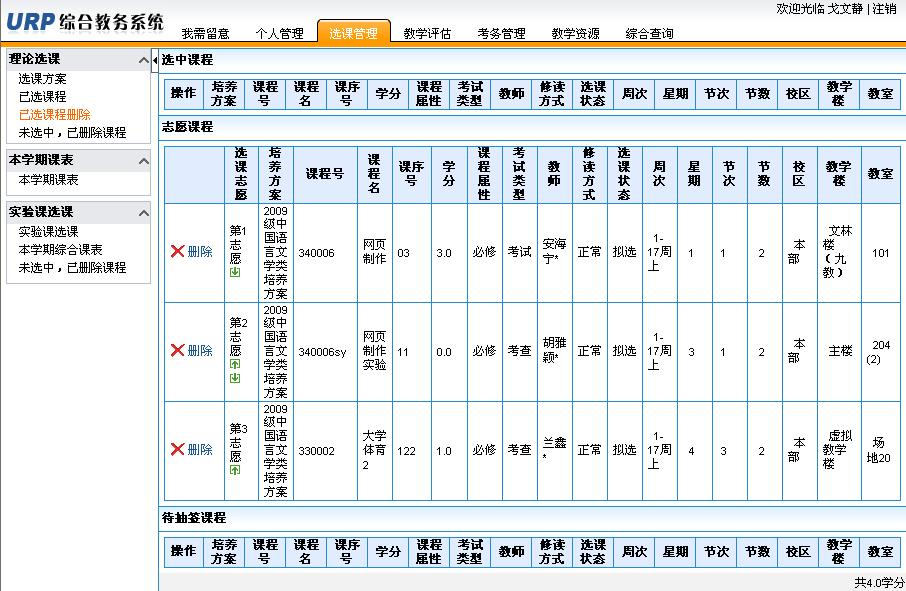 欢迎光临 戈文静 | 注销
URP 综合教务系统
我需留意 个人管理 选课管理 教学评估 考务管理 教学资源 综合查询
理论选课
选课方案
已选课程
已选课程删除
未选中，已删除课程
本学期课表
本学期课表
实验课选课
实验课选课
本学期综合课表
未选中，已删除课程
选中课程
操作 培养方案 课程号 课程名 课序号 学分 课程属性 考试类型 教师 修读方式 选课状态 周次 星期 节次 节数 校区 教学楼 教室
志愿课程
选课志愿 培养方案 课程号 课程名 课序号 学分 课程属性 考试类型 教师 修读方式 选课状态 周次 星期 节次 节数 校区 教学楼 教室
删除 第1志愿 2009级中国语言文学类培养方案 340006 网页制作 03 3.0 必修 考试 安海宁* 正常 拟选 1-17周上 1 1 2 本部 文林楼（九教） 101
删除 第2志愿 2009级中国语言文学类培养方案 340006sy 网页制作实验 11 0.0 必修 考查 胡雅颖* 正常 拟选 1-17周上 3 1 2 本部 主楼 204(2)
删除 第3志愿 2009级中国语言文学类培养方案 330002 大学体育2 122 1.0 必修 考查 兰鑫* 正常 拟选 1-17周上 4 3 2 本部 虚拟教学楼 场地20
待抽签课程
操作 培养方案 课程号 课程名 课序号 学分 课程属性 考试类型 教师 修读方式 选课状态 周次 星期 节次 节数 校区 教学楼 教室
共4.0学分